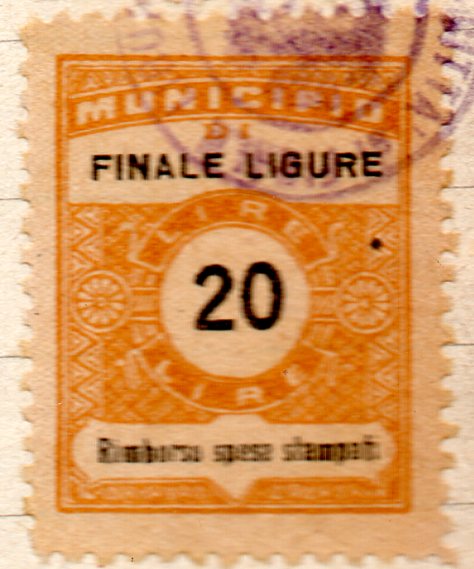 MUNICIPIO
DI
FINALE LIGURE
LIRE
20
LIRE
Rimborso spese stampati